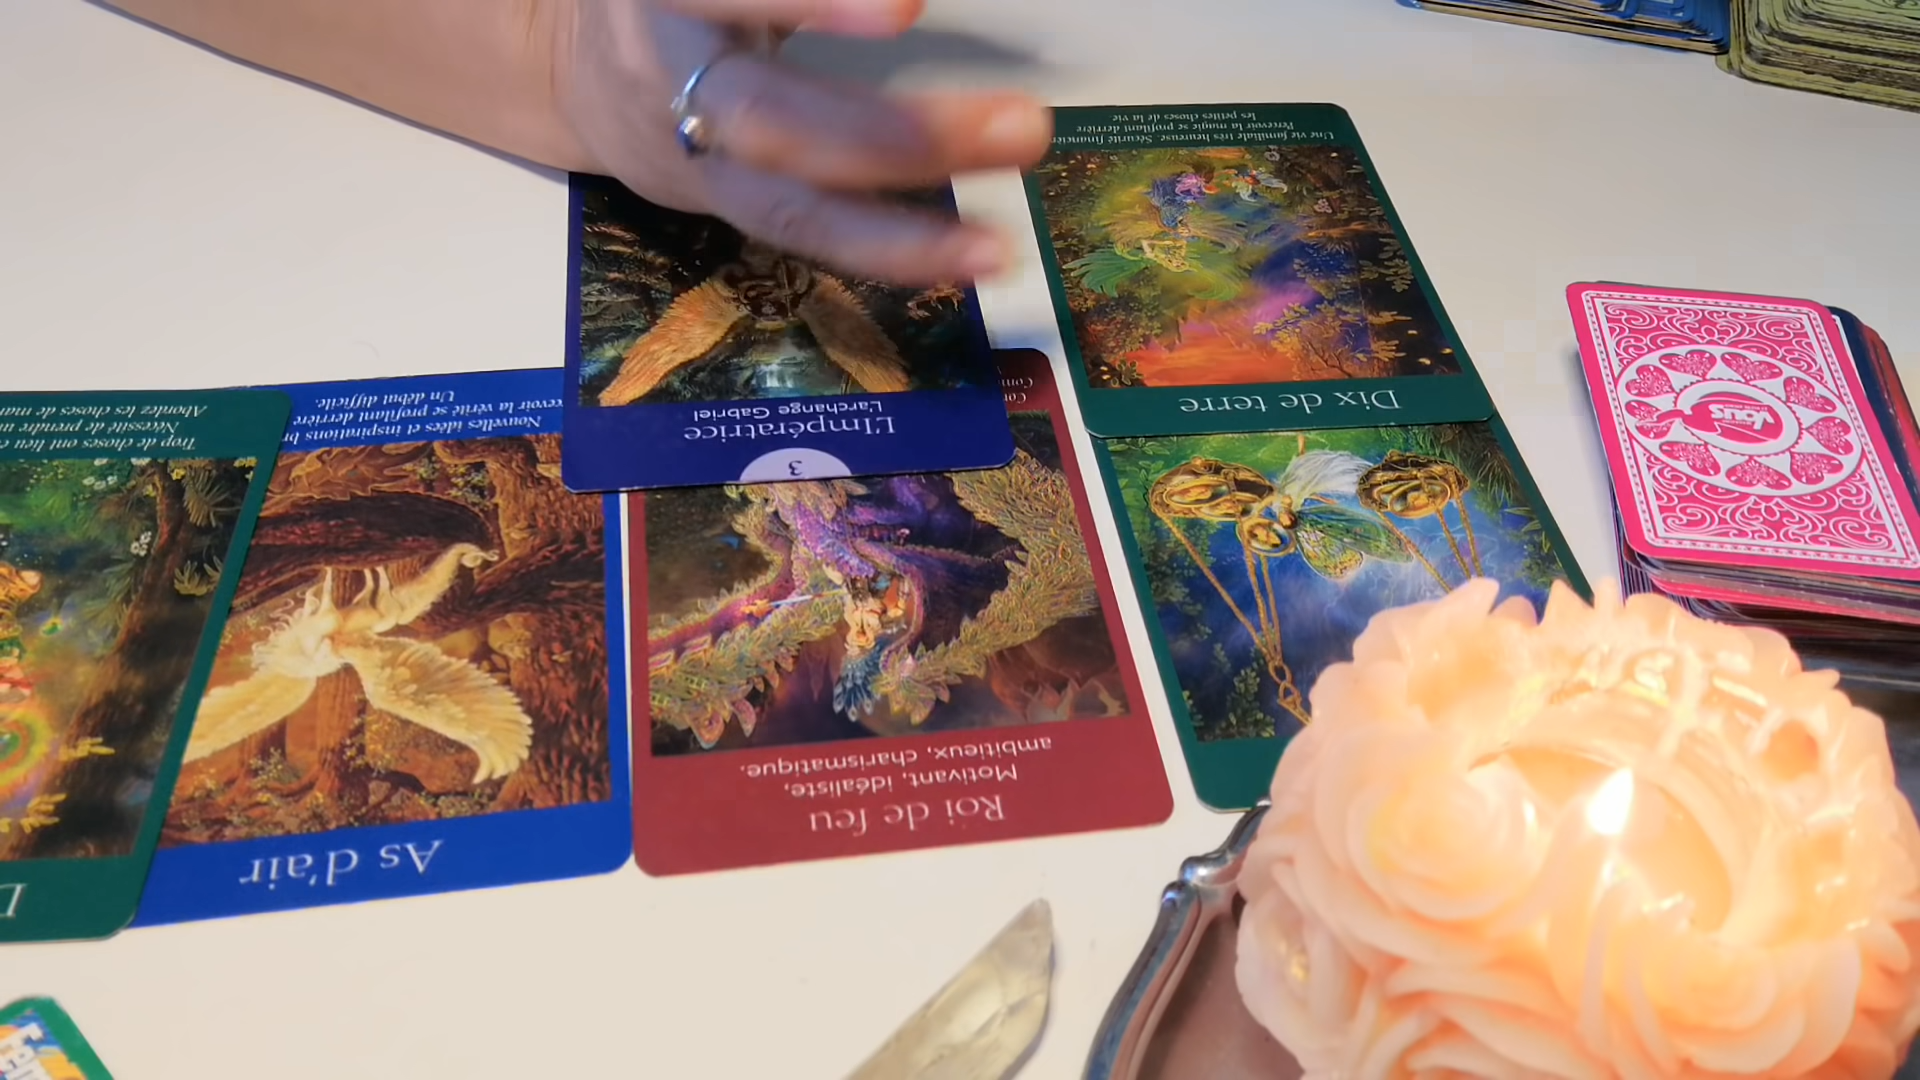 Une vie familiale très heureuse. Sécurité financière
Percevoir la magie se profilant derrière
les petites choses de la vie.
Dix de terre
3
L'Impératrice
L'archange Gabriel
Roi de feu
Motivant, idéaliste,
ambitieux, charismatique.
As d'air
Nouvelles idées et inspirations
la vérité se profilant derrière
Un début difficile.
Trop de choses ont lieu
Nécessité de prendre
Abordez les choses de